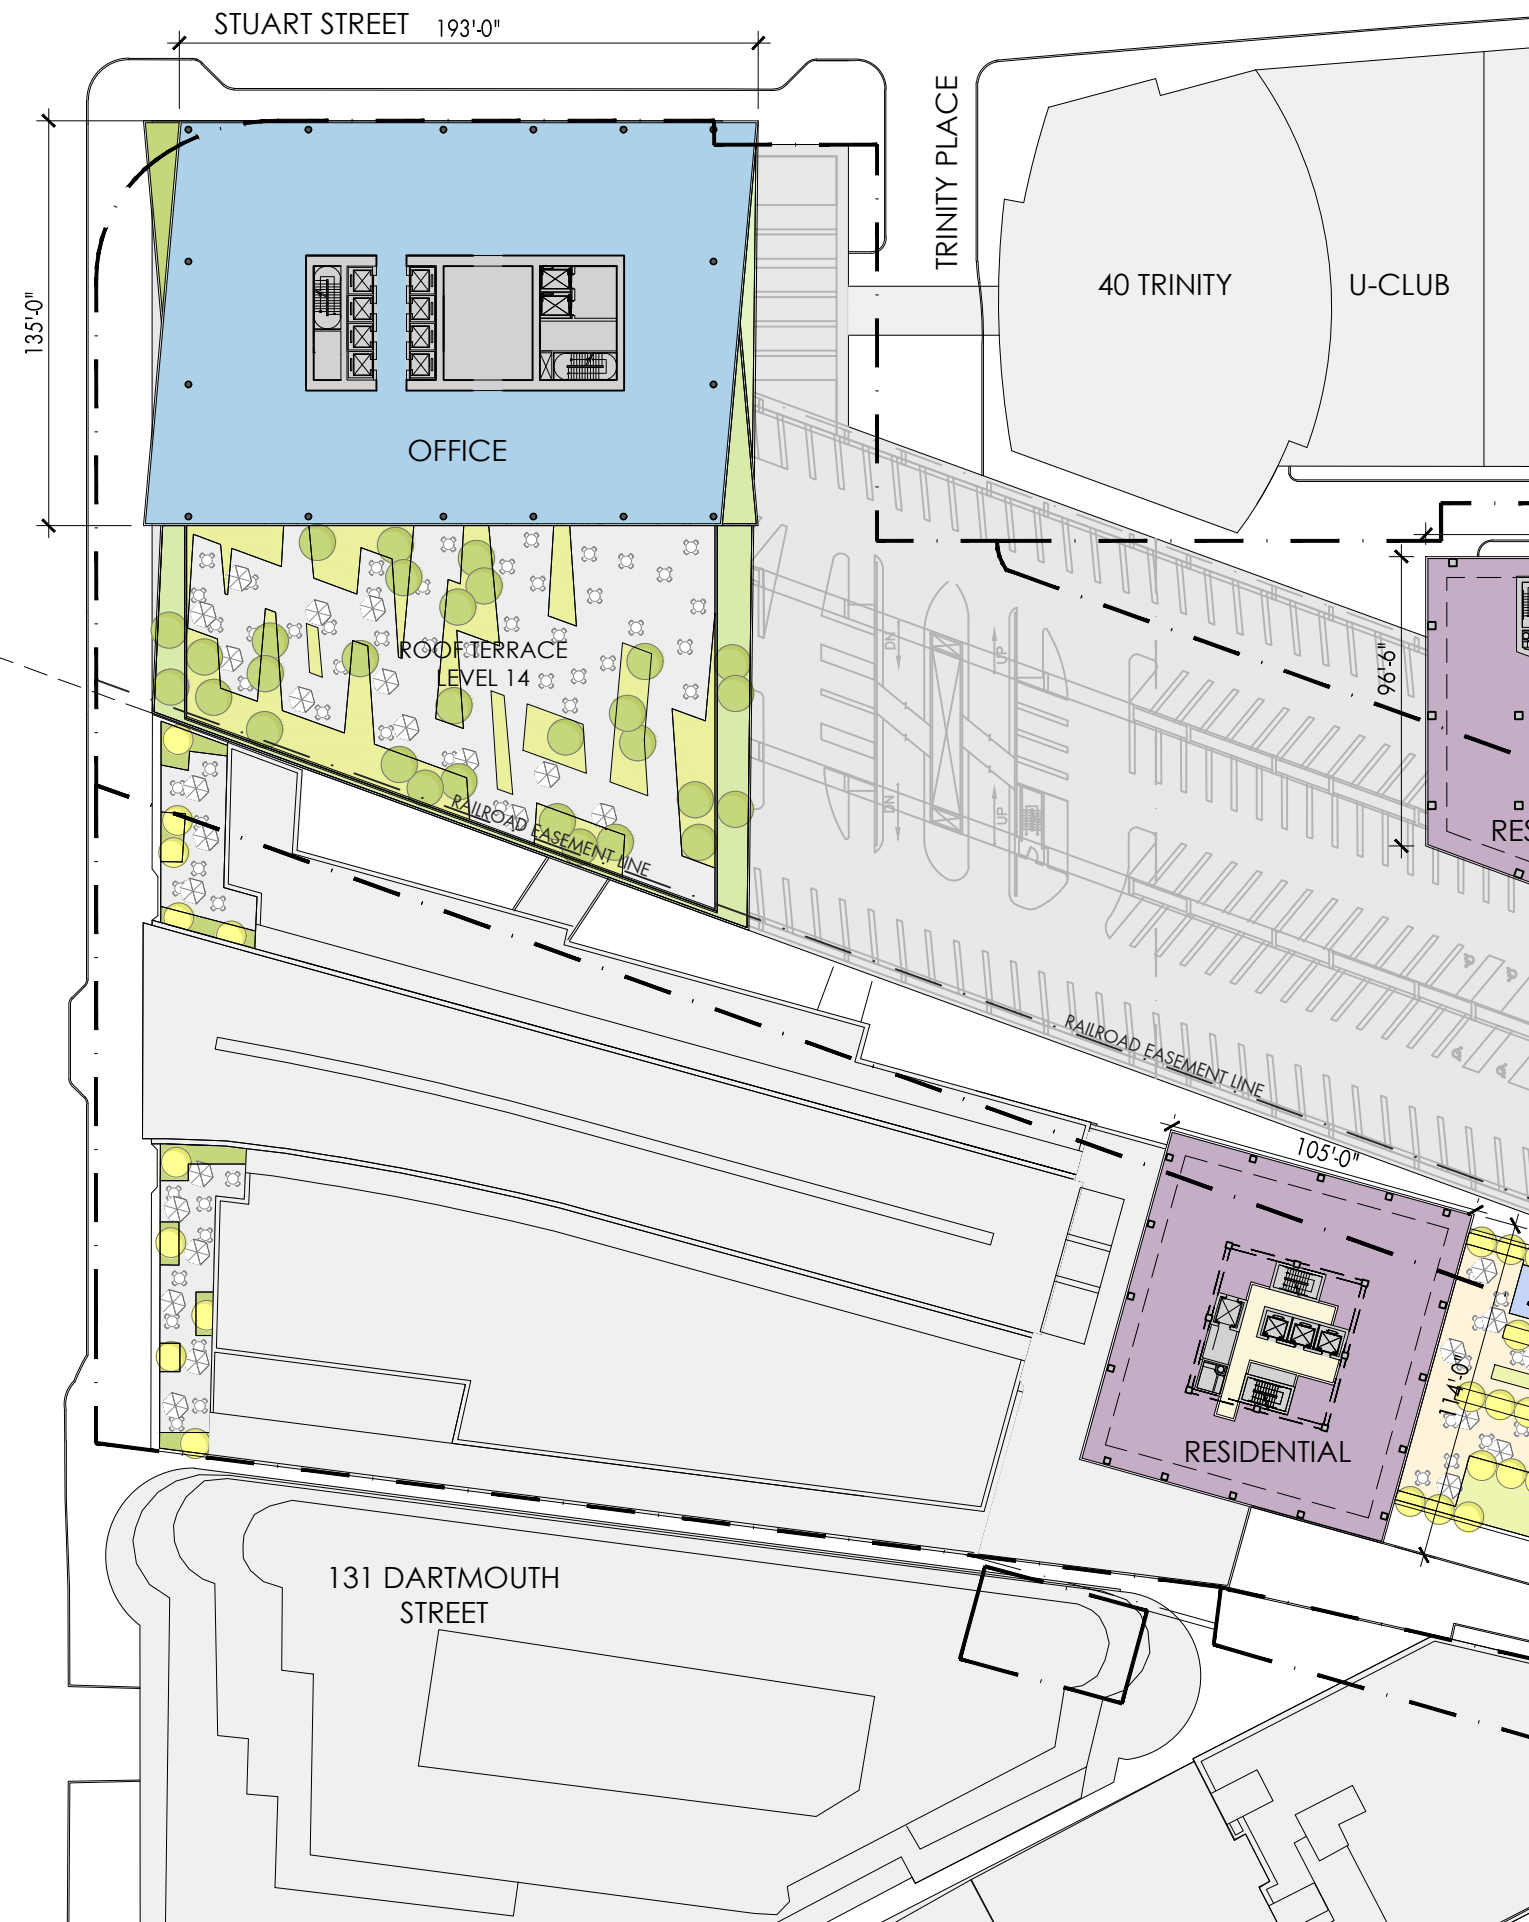 STUART STREET 193'-0"
TRINITY PLACE
135'-0"
40 TRINITY
U-CLUB
OFFICE
ROOF TERRACE
LEVEL 14
DN
UP
96'-6"
RAILROAD EASEMENT LINE
DN
UP
RES
RAILROAD EASEMENT LINE
105'-0"
114'-0"
RESIDENTIAL
131 DARTMOUTH
STREET